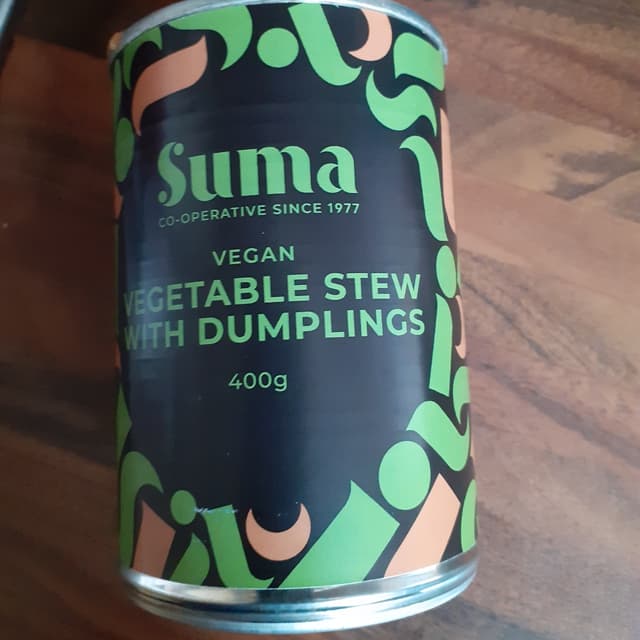 Suma
CO-OPERATIVE SINCE 1977
VEGAN
VEGETABLE STEW
WITH DUMPLINGS
400g